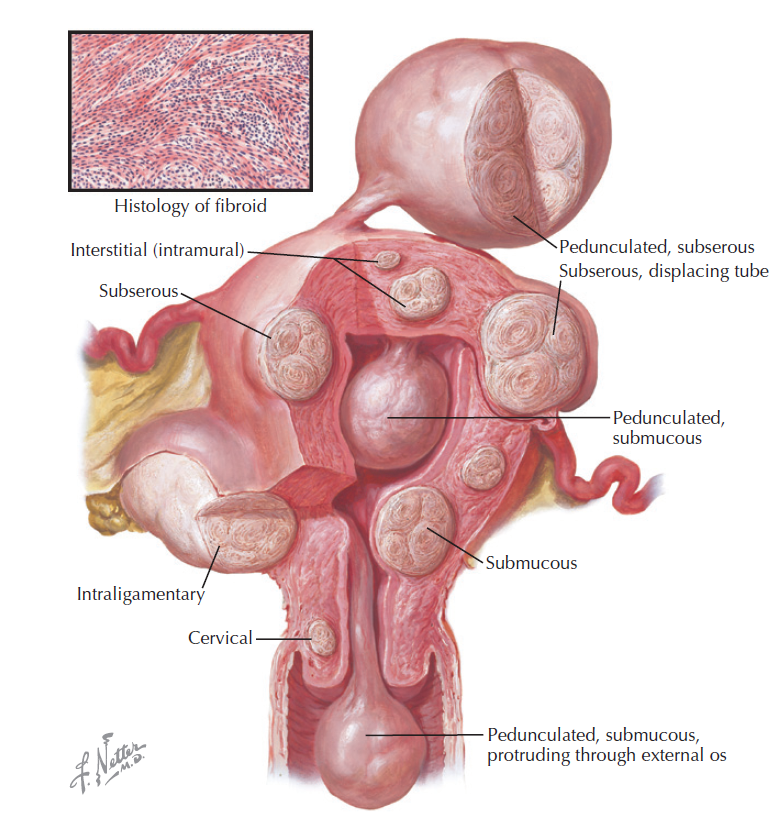 Histology of fibroid
Interstitial (intramural)
Subserous
Pedunculated, subserous
Subserous, displacing tube
Pedunculated,
submucous
Submucous
Intraligamentary
Cervical
Pedunculated, submucous,
protruding through external os
F. Netter
M.D.